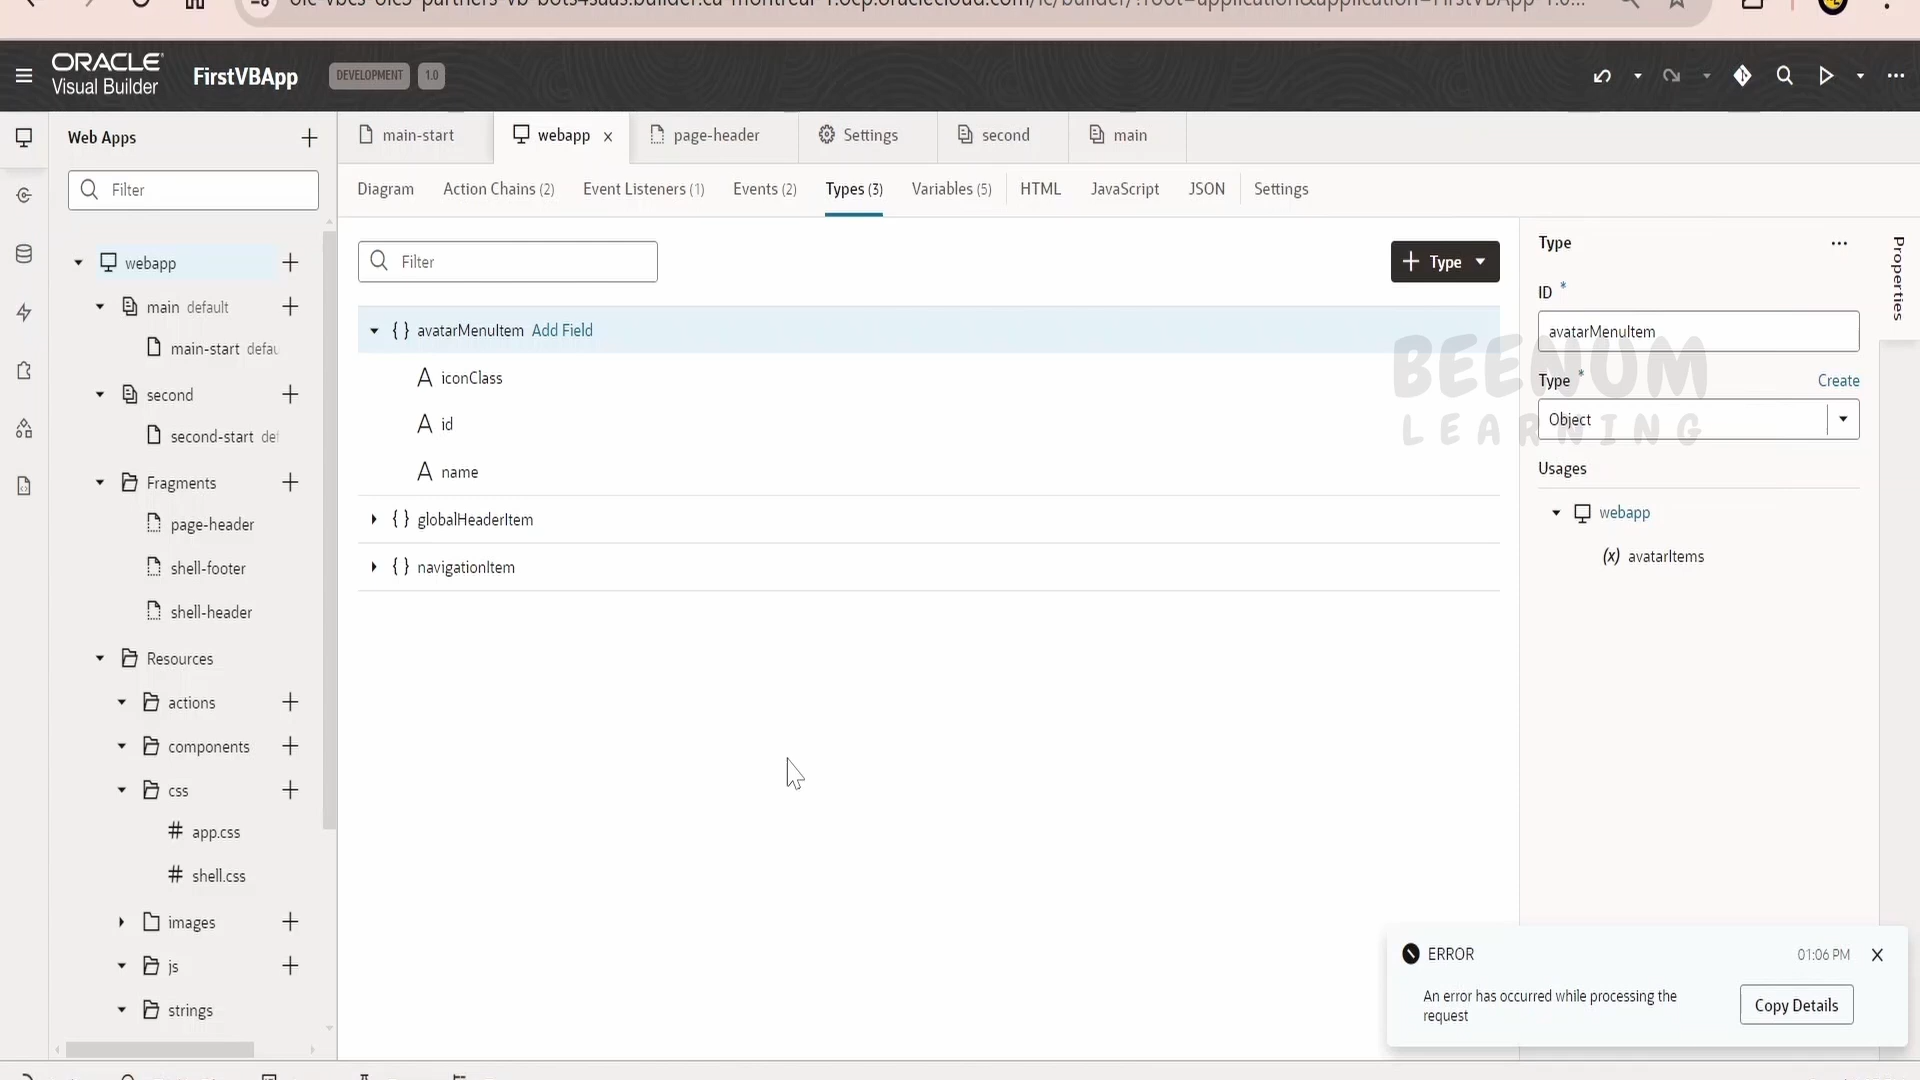 ORACLE
Visual Builder
FirstVBApp
DEVELOPMENT
1.0
Web Apps
main-start
webapp
page-header
Settings
second
main
Filter
Diagram
Action Chains (2)
Event Listeners (1)
Events (2)
Types (3)
Variables (5)
HTML
JavaScript
JSON
Settings
webapp
main default
main-start defau
second
second-start de
Fragments
page-header
shell-footer
shell-header
Resources
actions
components
css
app.css
shell.css
images
js
strings
Filter
Type
avatarMenuItem Add Field
iconClass
id
name
globalHeaderItem
navigationItem
Type
Properties
ID *
avatarMenuItem
Type *
Create
Object
Usages
webapp
(x) avatarItems
BEENUM
LEARNING
ERROR
01:06 PM
An error has occurred while processing the
request
Copy Details